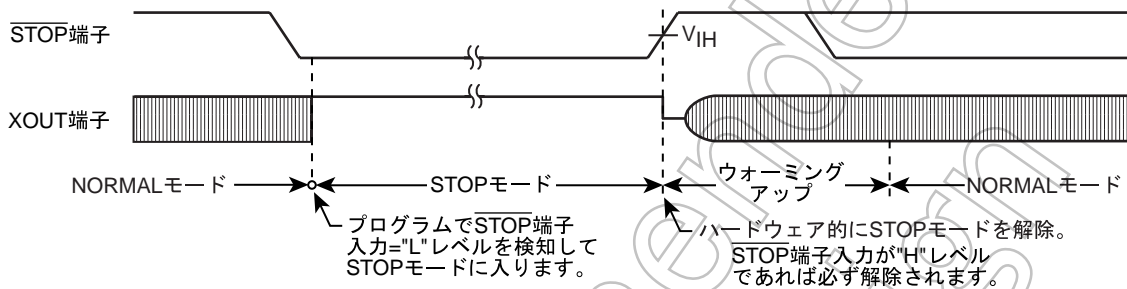 STOP端子
VIH
XOUT端子
NORMALモード
STOPモード
ウォーミング
アップ
NORMALモード
プログラムでSTOP端子
入力="L"レベルを検知して
STOPモードに入ります。
ハードウェア的にSTOPモードを解除。
STOP端子入力が"H"レベル
であれば必ず解除されます。